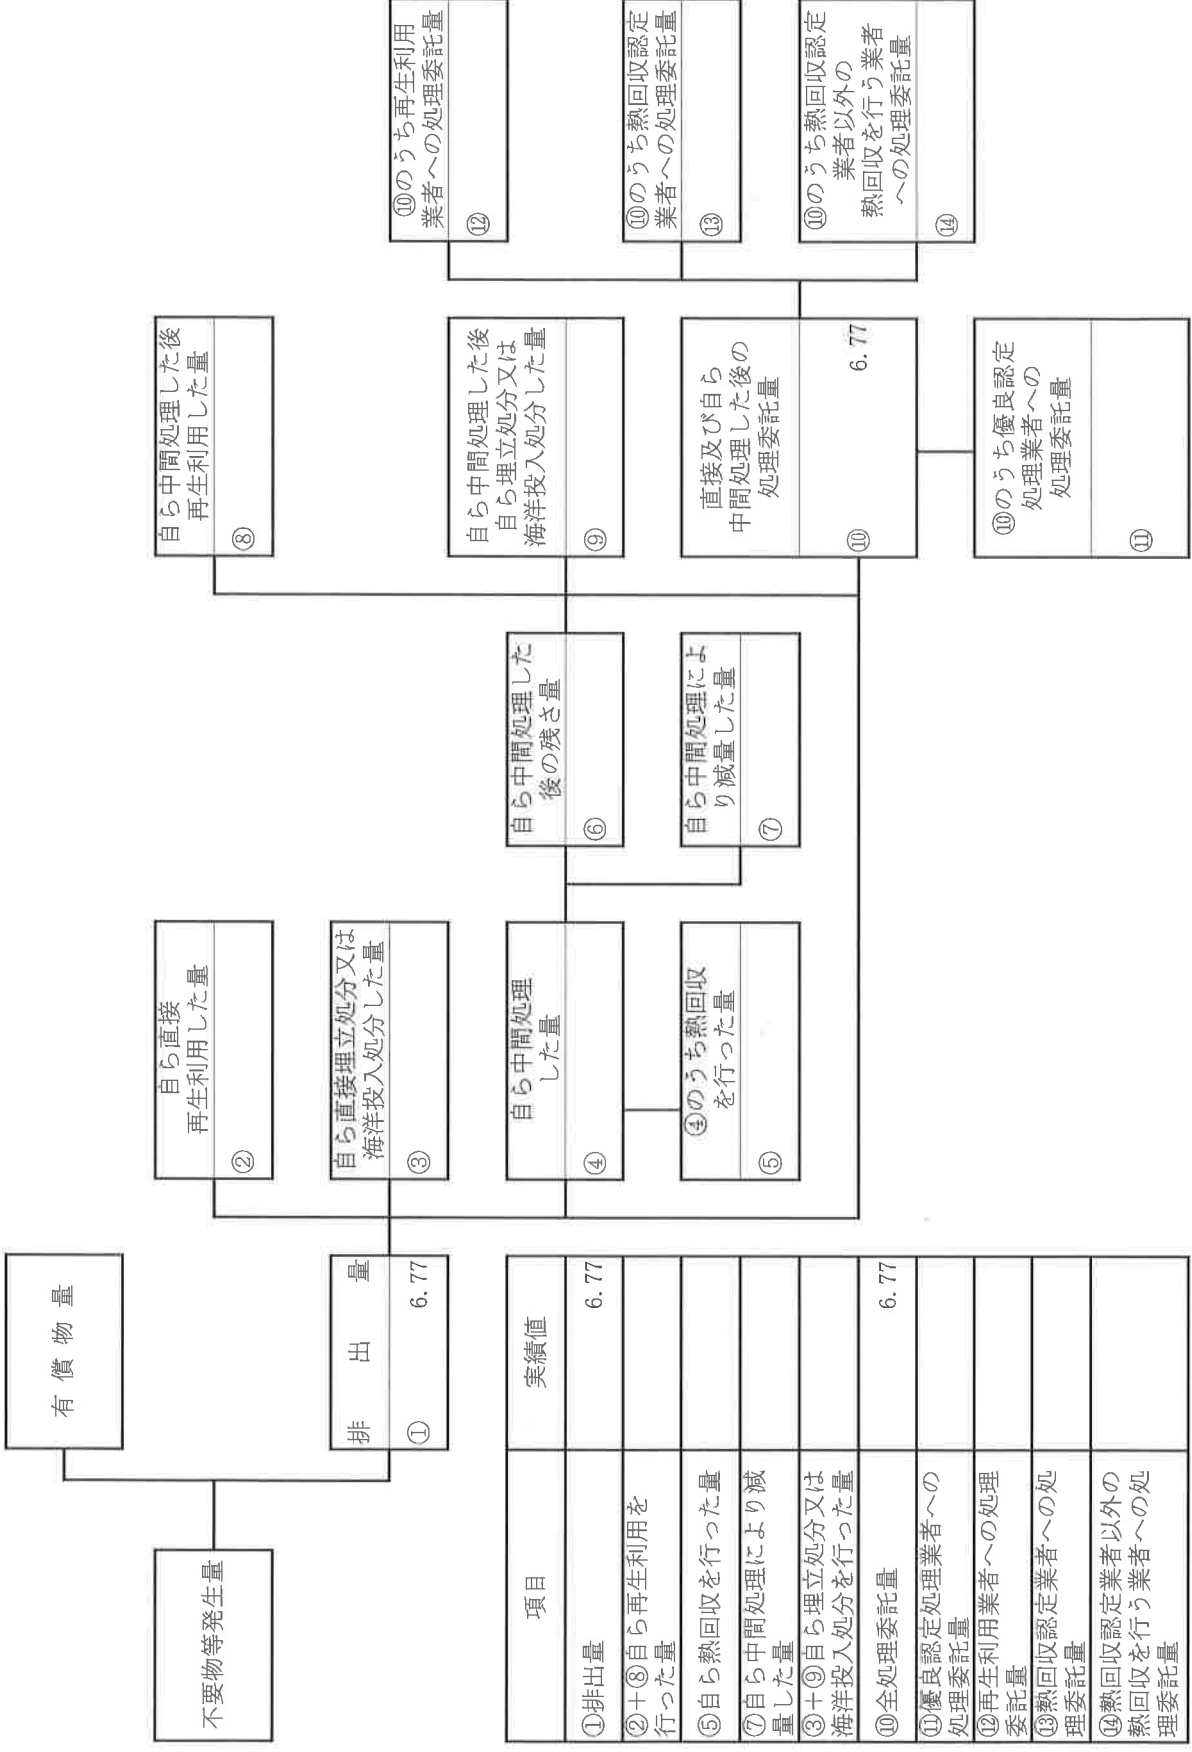 不要物等発生量
有償物量
排出量
① 6.77
自ら直接
再生利用した量
②
自ら直接埋立処分又は
海洋投入処分した量
③
自ら中間処理
した量
④
④のうち熱回収
を行った量
⑤
自ら中間処理した
後の残さ量
⑥
自ら中間処理によ
り減量した量
⑦
自ら中間処理した後
再生利用した量
⑧
自ら中間処理した後
自ら埋立処分又は
海洋投入処分した量
⑨
直接及び自ら
中間処理した後の
処理委託量
⑩ 6.77
⑩のうち優良認定
処理業者への
処理委託量
⑪
⑩のうち再生利用
業者への処理委託量
⑫
⑩のうち熱回収認定
業者への処理委託量
⑬
⑩のうち熱回収認定
業者以外の
熱回収を行う業者
への処理委託量
⑭
項目 実績値
①排出量 6.77
②+⑧自ら再生利用を
行った量
⑤自ら熱回収を行った量
⑦自ら中間処理により減
量した量
③+⑨自ら埋立処分又は
海洋投入処分を行った量
⑩全処理委託量 6.77
⑪優良認定処理業者への
処理委託量
⑫再生利用業者への処理
委託量
⑬熱回収認定業者への処
理委託量
⑭熱回収認定業者以外の
熱回収を行う業者への処
理委託量